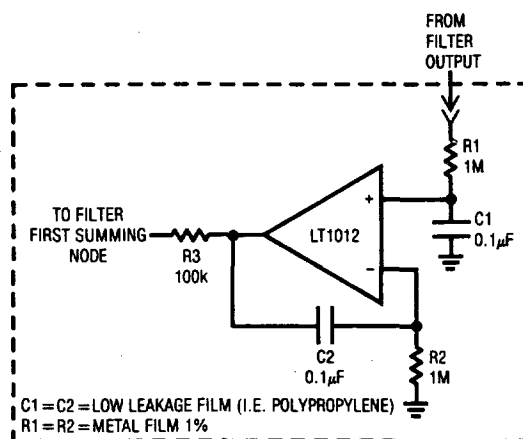 FROM
FILTER
OUTPUT
R1
1M
+
LT1012
C1
0.1µF
TO FILTER
FIRST SUMMING
NODE
R3
100k
−
C2
0.1µF
R2
1M
C1=C2=LOW LEAKAGE FILM (I.E. POLYPROPYLENE)
R1=R2=METAL FILM 1%